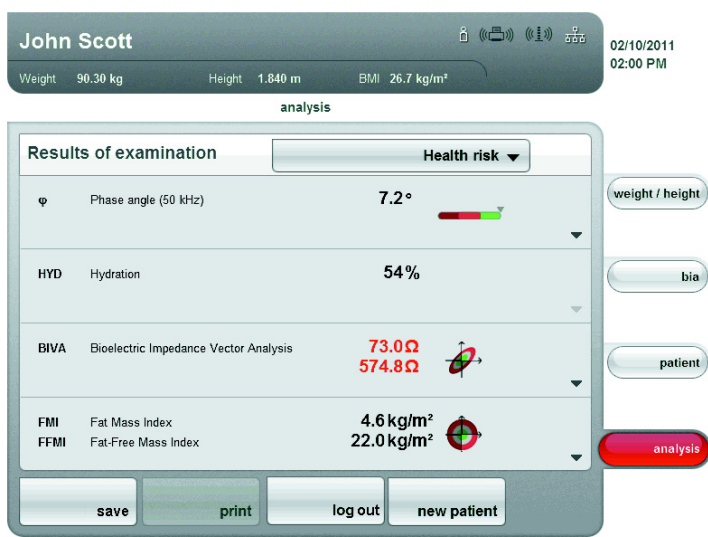 John Scott
02/10/2011
02:00 PM
Weight 90.30 kg Height 1.840 m BMI 26.7 kg/m²
analysis
Results of examination Health risk
φ Phase angle (50 kHz) 7.2°
HYD Hydration 54%
BIVA Bioelectric Impedance Vector Analysis 73.0Ω
574.8Ω
FMI Fat Mass Index 4.6 kg/m²
FFMI Fat-Free Mass Index 22.0 kg/m²
weight / height
bia
patient
analysis
save print log out new patient